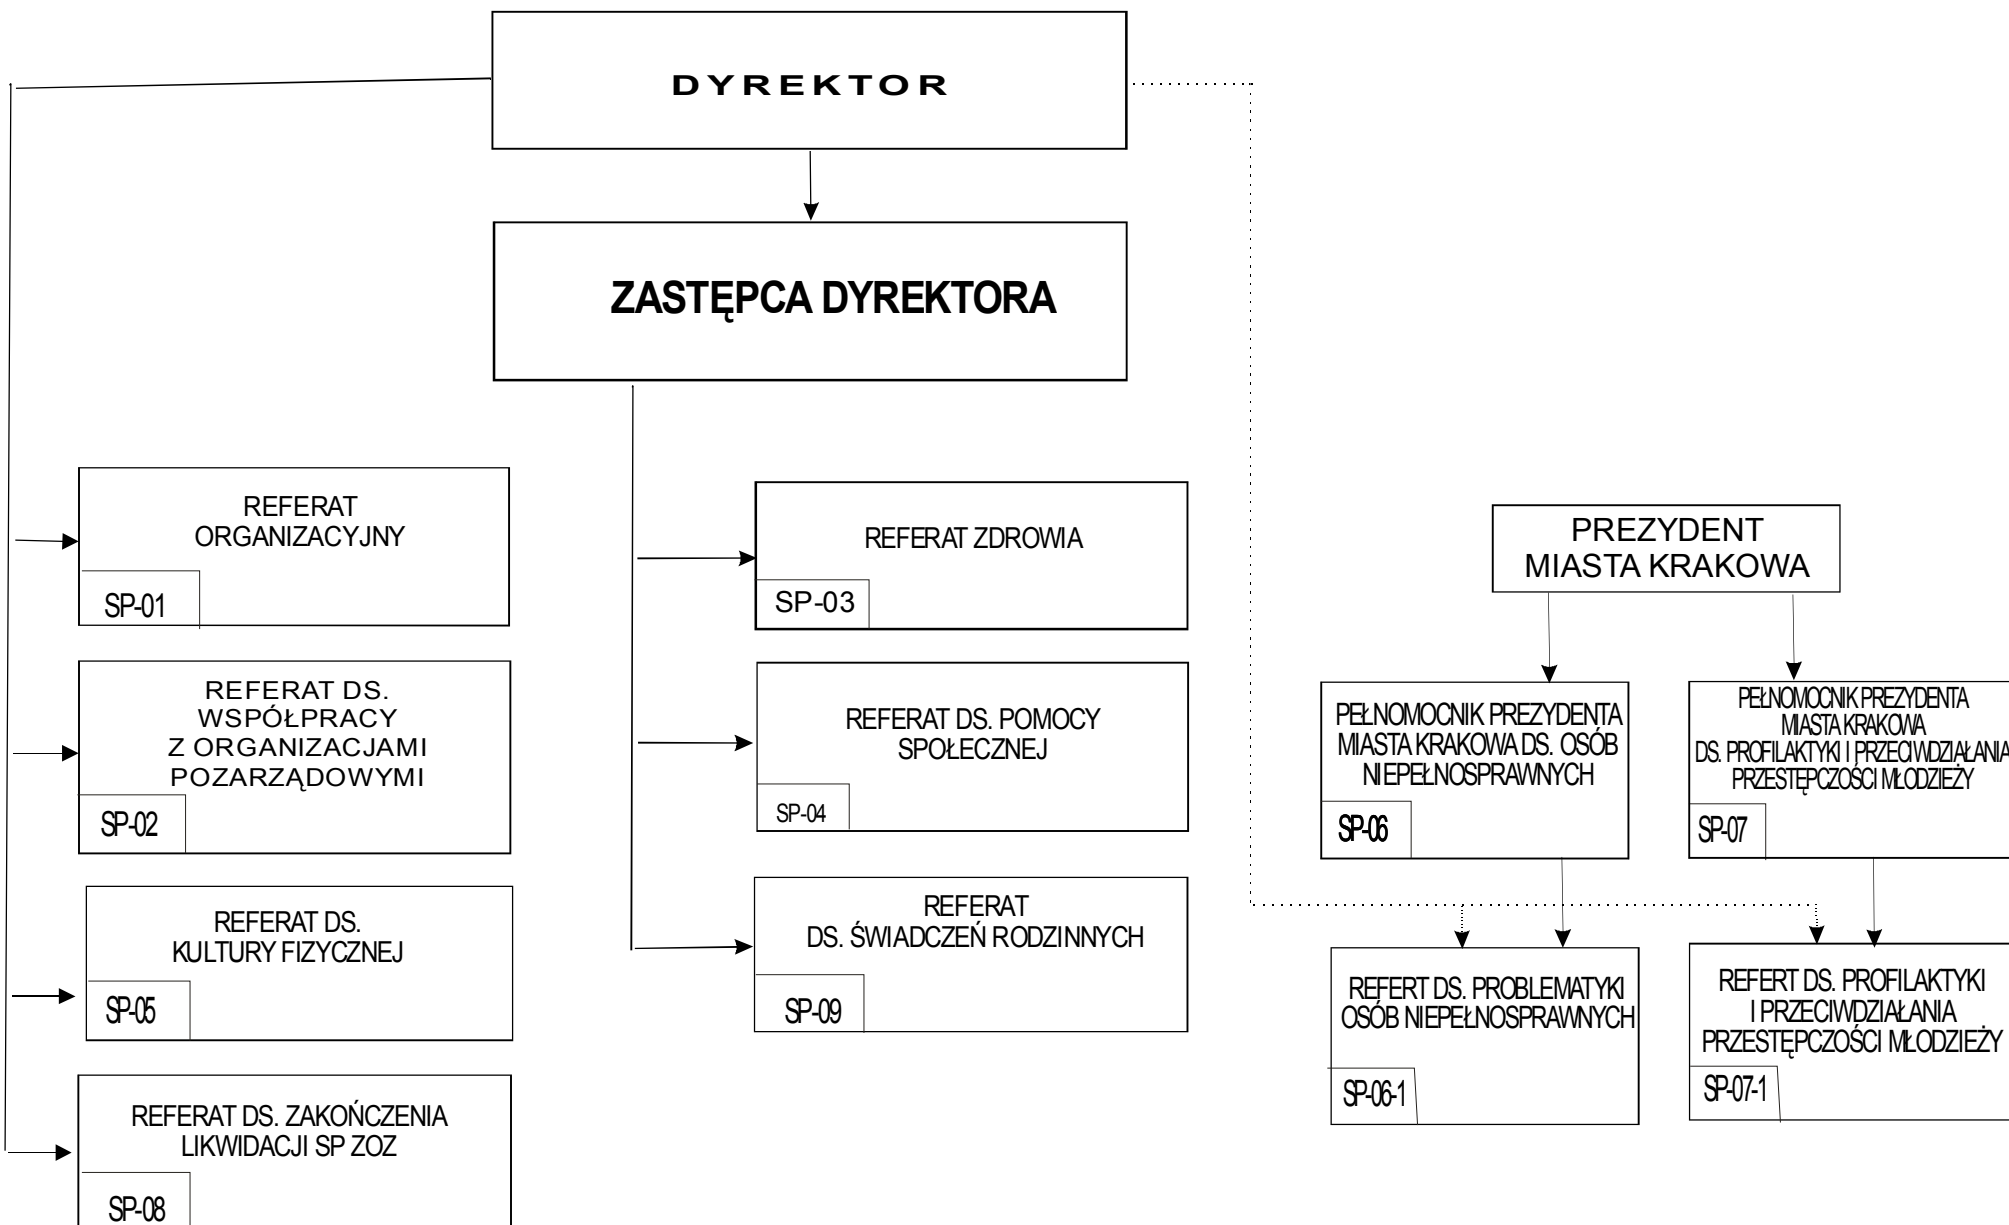 DYREKTOR
ZASTĘPCA DYREKTORA
REFERAT
ORGANIZACYJNY
SP-01
REFERAT DS.
WSPÓŁPRACY
Z ORGANIZACJAMI
POZARZĄDOWYMI
SP-02
REFERAT DS.
KULTURY FIZYCZNEJ
SP-05
REFERAT DS. ZAKOŃCZENIA
LIKWIDACJI SP ZOZ
SP-08
REFERAT ZDROWIA
SP-03
REFERAT DS. POMOCY
SPOŁECZNEJ
SP-04
REFERAT
DS. ŚWIADCZEŃ RODZINNYCH
SP-09
PREZYDENT
MIASTA KRAKOWA
PEŁNOMOCNIK PREZYDENTA
MIASTA KRAKOWA DS. OSÓB
NIEPEŁNOSPRAWNYCH
SP-06
PEŁNOMOCNIK PREZYDENTA
MIASTA KRAKOWA
DS. PROFILAKTYKI I PRZECIWDZIAŁANIA
PRZESTĘPCZOŚCI MŁODZIEŻY
SP-07
REFERT DS. PROBLEMATYKI
OSÓB NIEPEŁNOSPRAWNYCH
SP-06-1
REFERT DS. PROFILAKTYKI
I PRZECIWDZIAŁANIA
PRZESTĘPCZOŚCI MŁODZIEŻY
SP-07-1